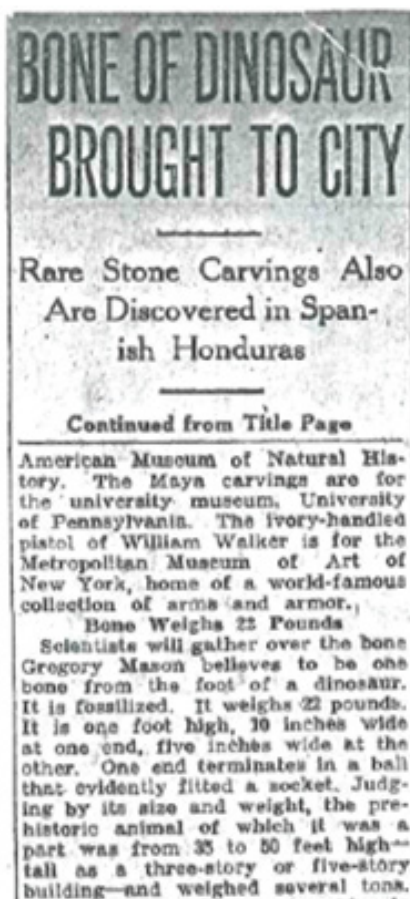 BONE OF DINOSAUR
BROUGHT TO CITY
Rare Stone Carvings Also
Are Discovered in Span-
ish Honduras
Continued from Title Page
American Museum of Natural His-
tory. The Maya carvings are for
the university museum, University
of Pennsylvania. The ivory-handled
pistol of William Walker is for the
Metropolitan Museum of Art of
New York, home of a world-famous
collection of arms and armor.
Bone Weighs 22 Pounds
Scientists will gather over the bone
Gregory Mason believes to be one
bone from the foot of a dinosaur.
It is fossilized. It weighs 22 pounds.
It is one foot high, 10 inches wide
at one end, five inches wide at the
other. One end terminates in a ball
that evidently fitted a socket. Judg-
ing by its size and weight, the pre-
historic animal of which it was a
part was from 35 to 50 feet high—
tall as a three-story or five-story
building—and weighed several tons.